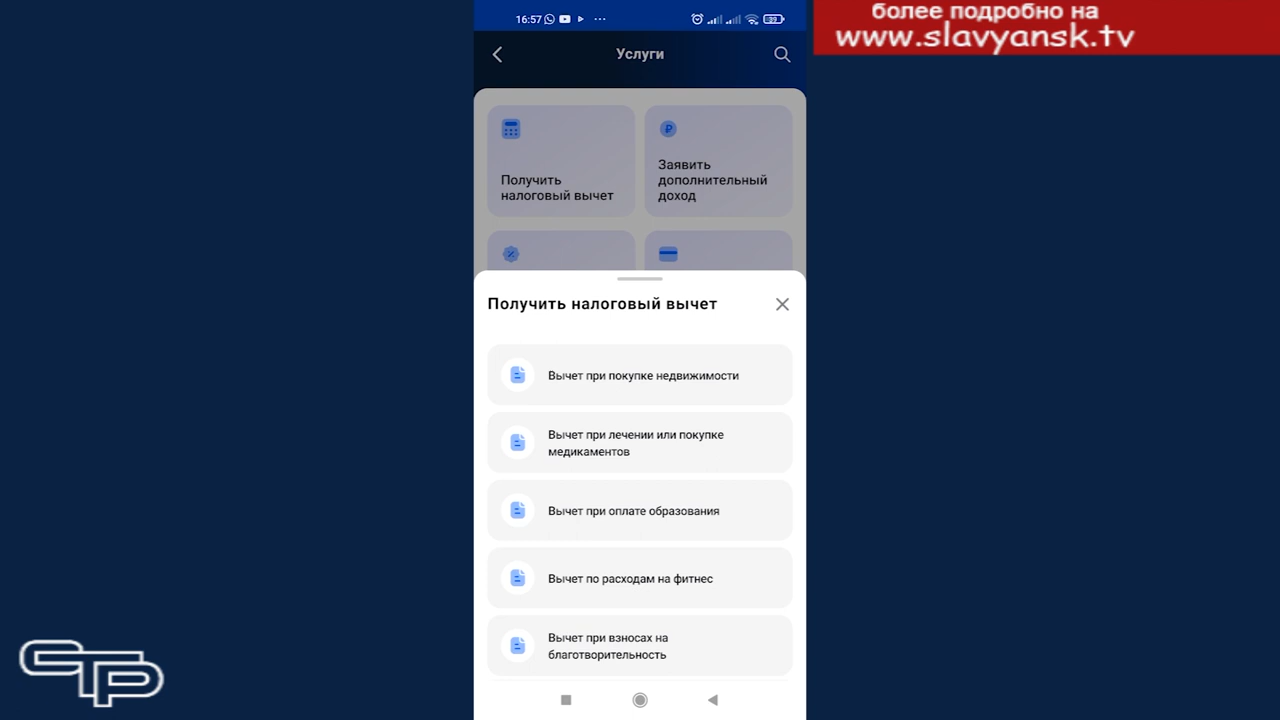 более подробно на
www.slavyansk.tv
16:57
39
Услуги
Получить
налоговый вычет
Заявить
дополнительный
доход
Получить налоговый вычет
Вычет при покупке недвижимости
Вычет при лечении или покупке
медикаментов
Вычет при оплате образования
Вычет по расходам на фитнес
Вычет при взносах на
благотворительность
СТР